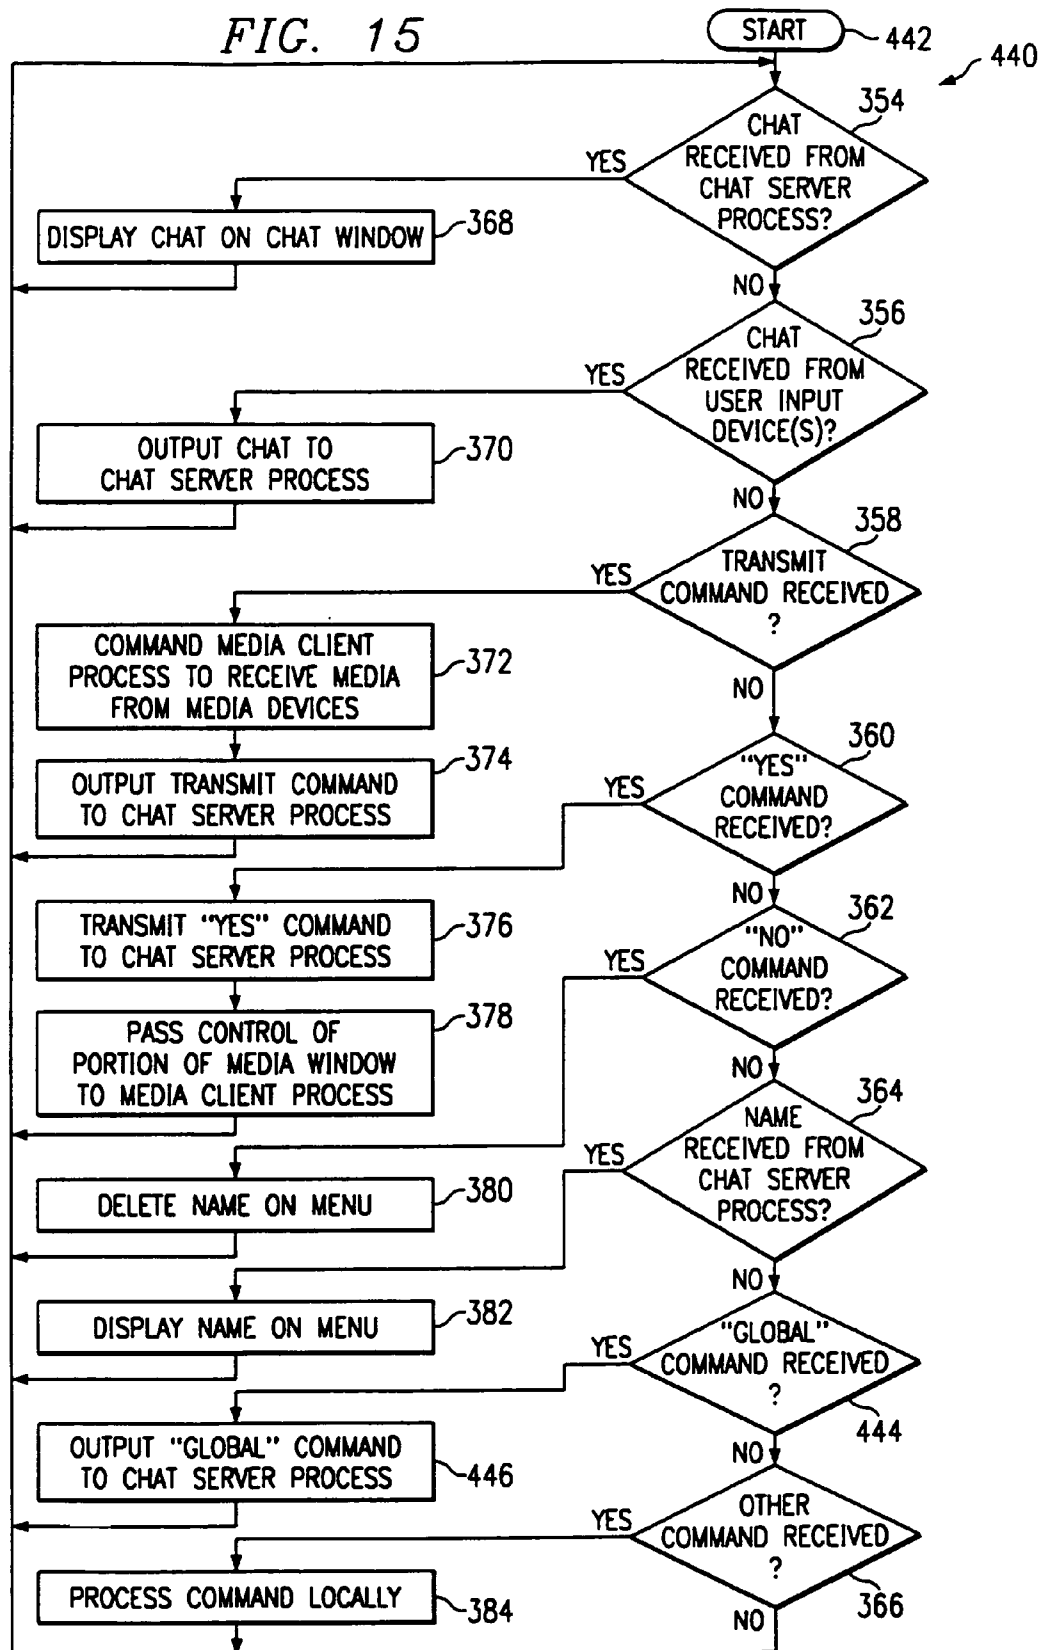 FIG. 15
START
442
440
354
CHAT
RECEIVED FROM
CHAT SERVER
PROCESS?
YES
DISPLAY CHAT ON CHAT WINDOW
368
NO
356
CHAT
RECEIVED FROM
USER INPUT
DEVICE(S)?
YES
OUTPUT CHAT TO
CHAT SERVER PROCESS
370
NO
358
TRANSMIT
COMMAND RECEIVED
?
YES
COMMAND MEDIA CLIENT
PROCESS TO RECEIVE MEDIA
FROM MEDIA DEVICES
372
NO
OUTPUT TRANSMIT COMMAND
TO CHAT SERVER PROCESS
374
360
"YES"
COMMAND
RECEIVED?
YES
TRANSMIT "YES" COMMAND
TO CHAT SERVER PROCESS
376
NO
362
"NO"
COMMAND
RECEIVED?
YES
PASS CONTROL OF
PORTION OF MEDIA WINDOW
TO MEDIA CLIENT PROCESS
378
NO
364
NAME
RECEIVED FROM
CHAT SERVER
PROCESS?
YES
DELETE NAME ON MENU
380
NO
DISPLAY NAME ON MENU
382
"GLOBAL"
COMMAND RECEIVED
?
YES
444
OUTPUT "GLOBAL" COMMAND
TO CHAT SERVER PROCESS
446
NO
OTHER
COMMAND RECEIVED
?
YES
366
PROCESS COMMAND LOCALLY
384
NO